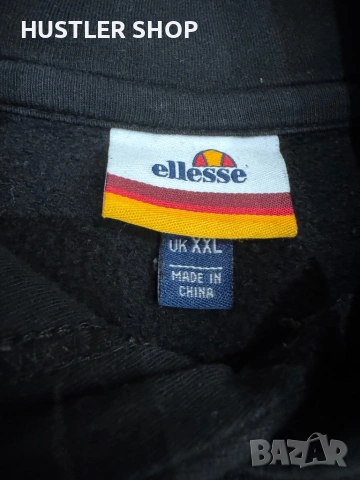 HUSTLER SHOP
ellesse
UK XXL
MADE IN
CHINA
BAZAR